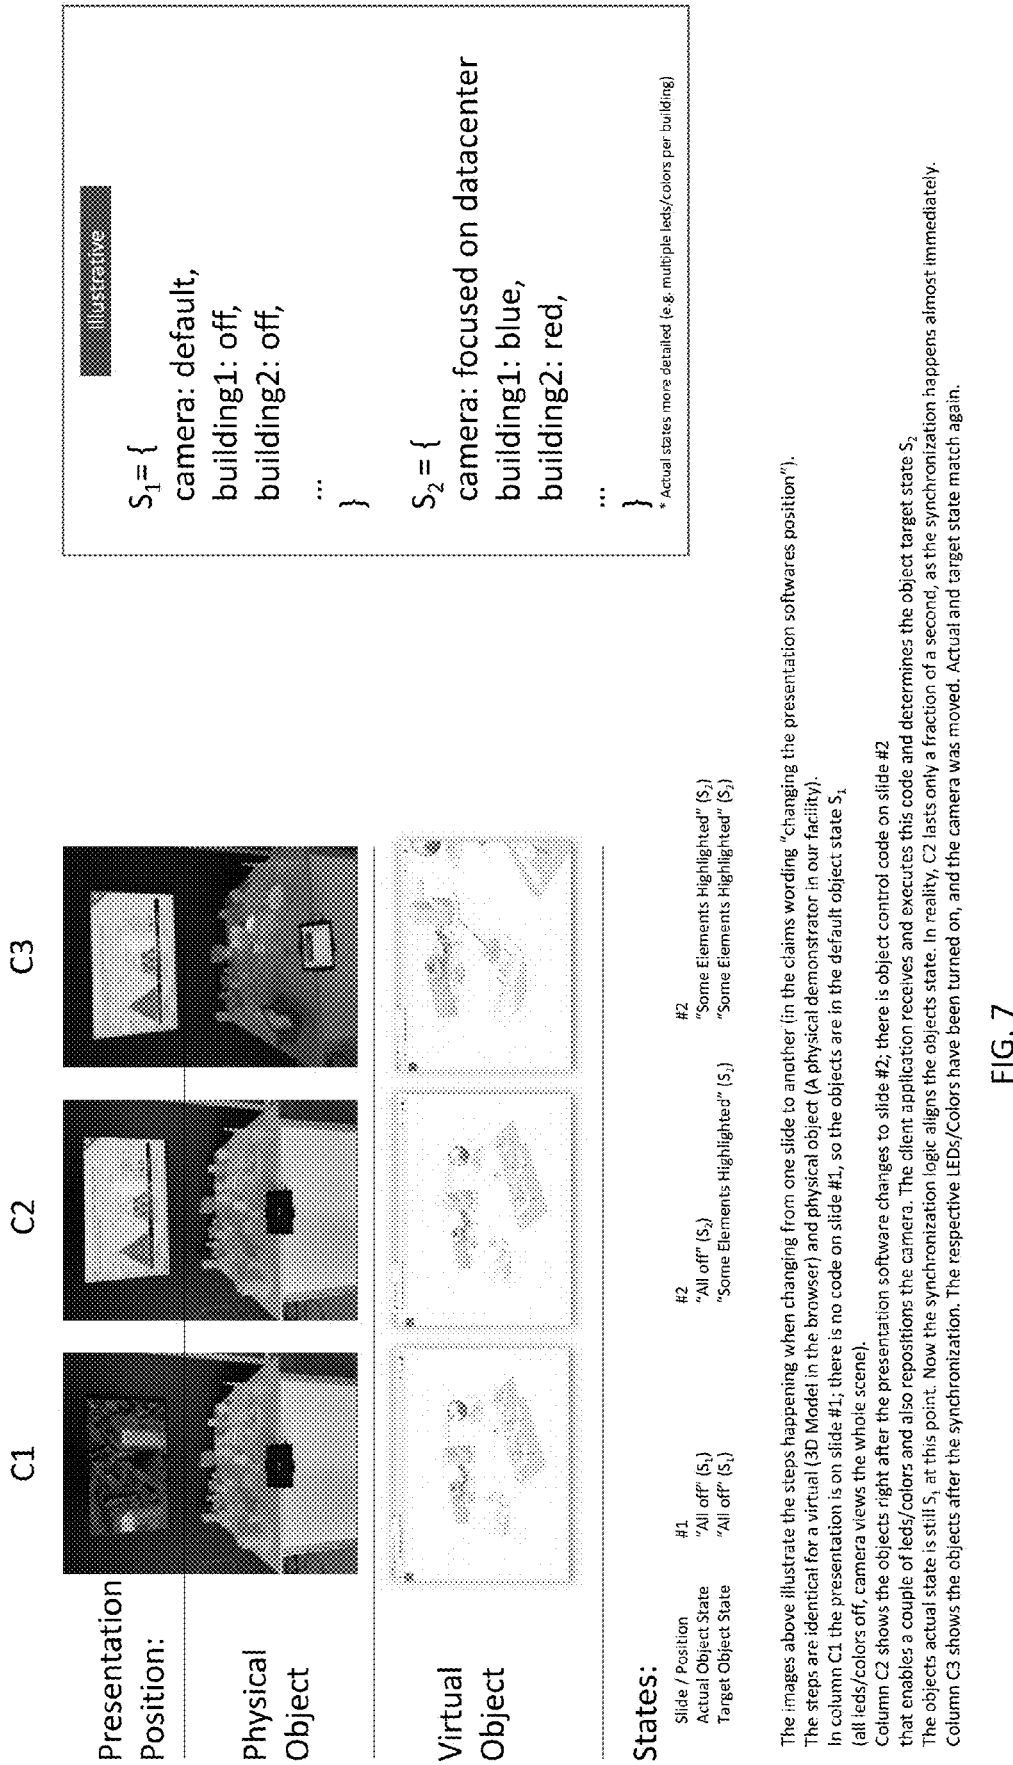 C1
C2
C3
Presentation
Position:
Physical
Object
Virtual
Object
States:
Slide / Position
#1
#2
#2
Actual Object State
"All off" (S₁)
"All off" (S₂)
"Some Elements Highlighted" (S₂)
Target Object State
"All off" (S₁)
"Some Elements Highlighted" (S₂)
"Some Elements Highlighted" (S₂)
Illustrative
S₁= {
camera: default,
building1: off,
building2: off,
...
}
S₂ = {
camera: focused on datacenter
building1: blue,
building2: red,
...
}
* Actual states more detailed (e.g. multiple leds/colors per building)
The images above illustrate the steps happening when changing from one slide to another (in the claims wording "changing the presentation softwares position").
The steps are identical for a virtual (3D Model in the browser) and physical object (A physical demonstrator in our facility).
In column C1 the presentation is on slide #1; there is no code on slide #1, so the objects are in the default object state S₁
(all leds/colors off, camera views the whole scene).
Column C2 shows the objects right after the presentation software changes to slide #2; there is object control code on slide #2
that enables a couple of leds/colors and also repositions the camera. The client application receives and executes this code and determines the object target state S₂
The objects actual state is still S₁ at this point. Now the synchronization logic aligns the objects state. In reality, C2 lasts only a fraction of a second, as the synchronization happens almost immediately.
Column C3 shows the objects after the synchronization. The respective LEDs/Colors have been turned on, and the camera was moved. Actual and target state match again.
FIG. 7